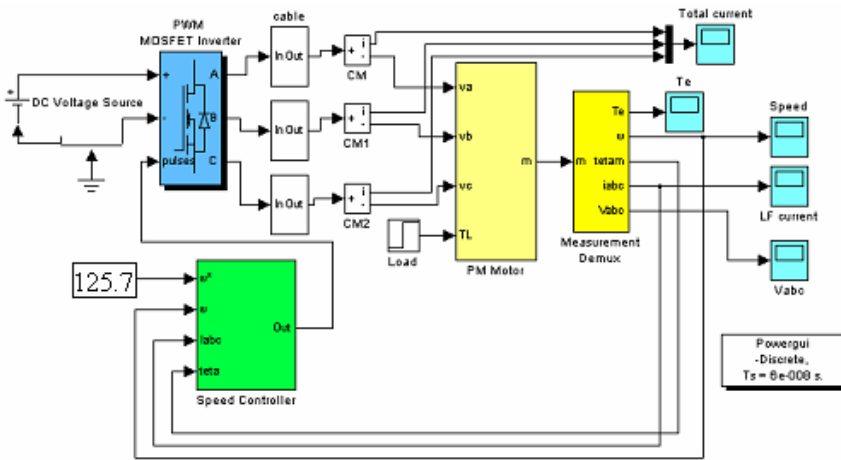 PWM
MOSFET Inverter
cable
Total current
+
A
In Out
+ i
-
CM
Te
Speed
DC Voltage Source
-
B
In Out
+ i
-
CM1
va
vb
vc
TL
m
PM Motor
m
Te
w
tetam
iabc
Vabc
Measurement
Demux
LF current
pulses
C
In Out
+ i
-
CM2
Load
Vabc
125.7
w*
w
Iabc
teta
Out
Speed Controller
Powergui
-Discrete,
Ts = 6e-008 s.